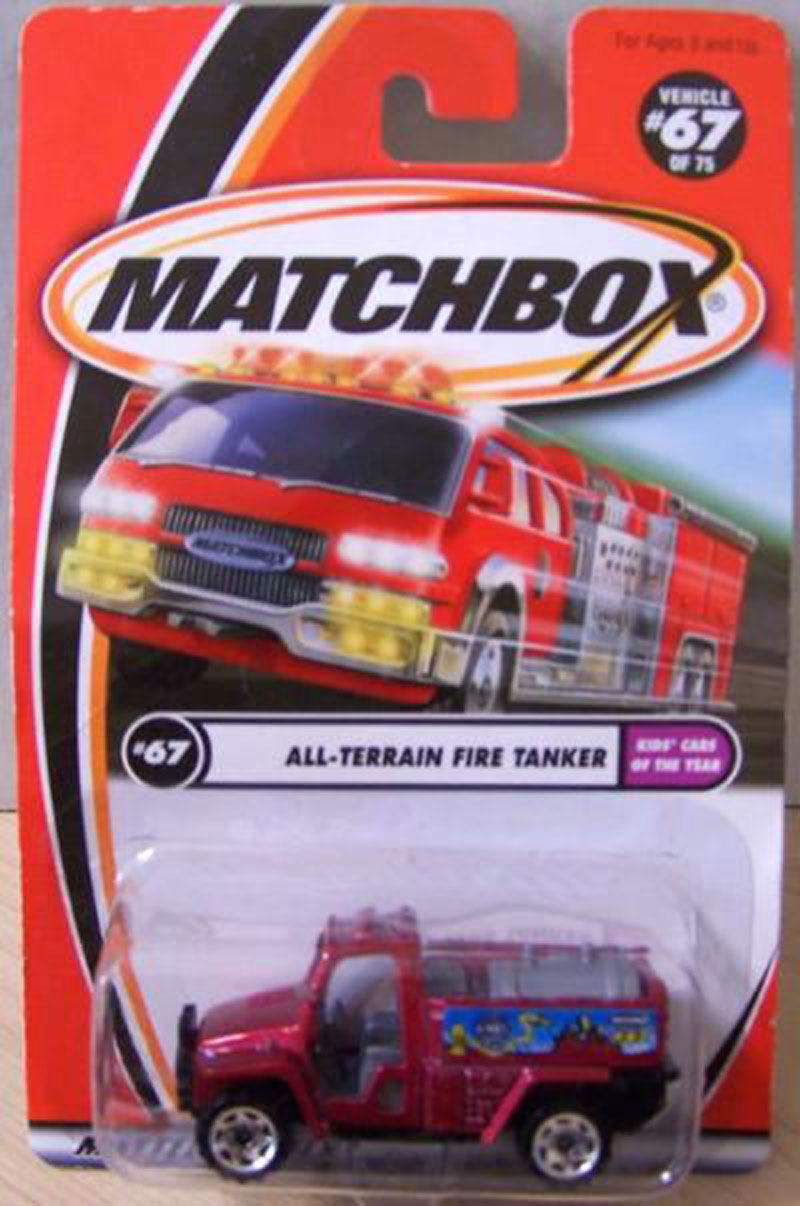 For Ages 3 and Up
VEHICLE
#67
OF 75
MATCHBOX®
MATCHBOX
#67
ALL-TERRAIN FIRE TANKER
KIDS' CARS
OF THE YEAR